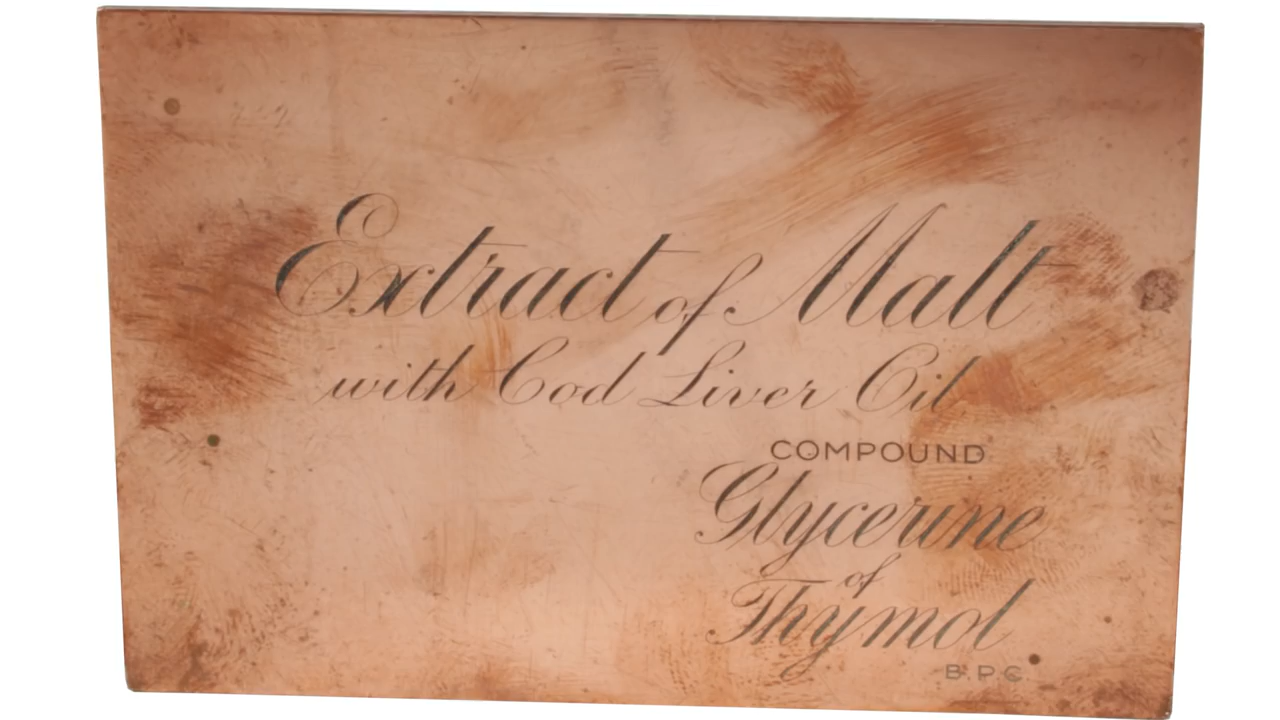 Extract of Malt
with Cod Liver Oil
COMPOUND
Glycerine
of
Thymol
B.P.C.